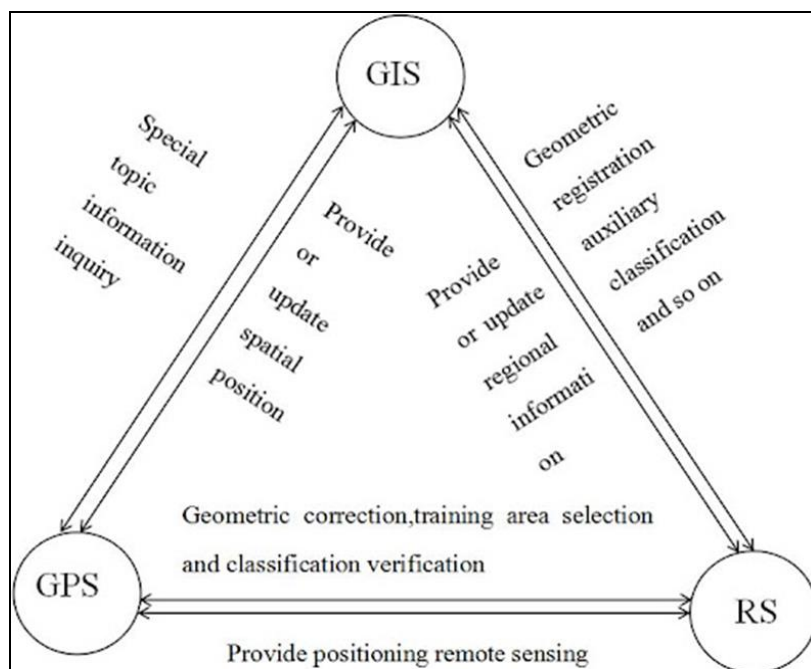 GIS
Special
topic
information
inquiry
Provide
or
update
spatial
position
Provide
or update
regional
informati
on
Geometric
registration
auxiliary
classification
and so on
Geometric correction,training area selection
and classification verification
GPS
RS
Provide positioning remote sensing